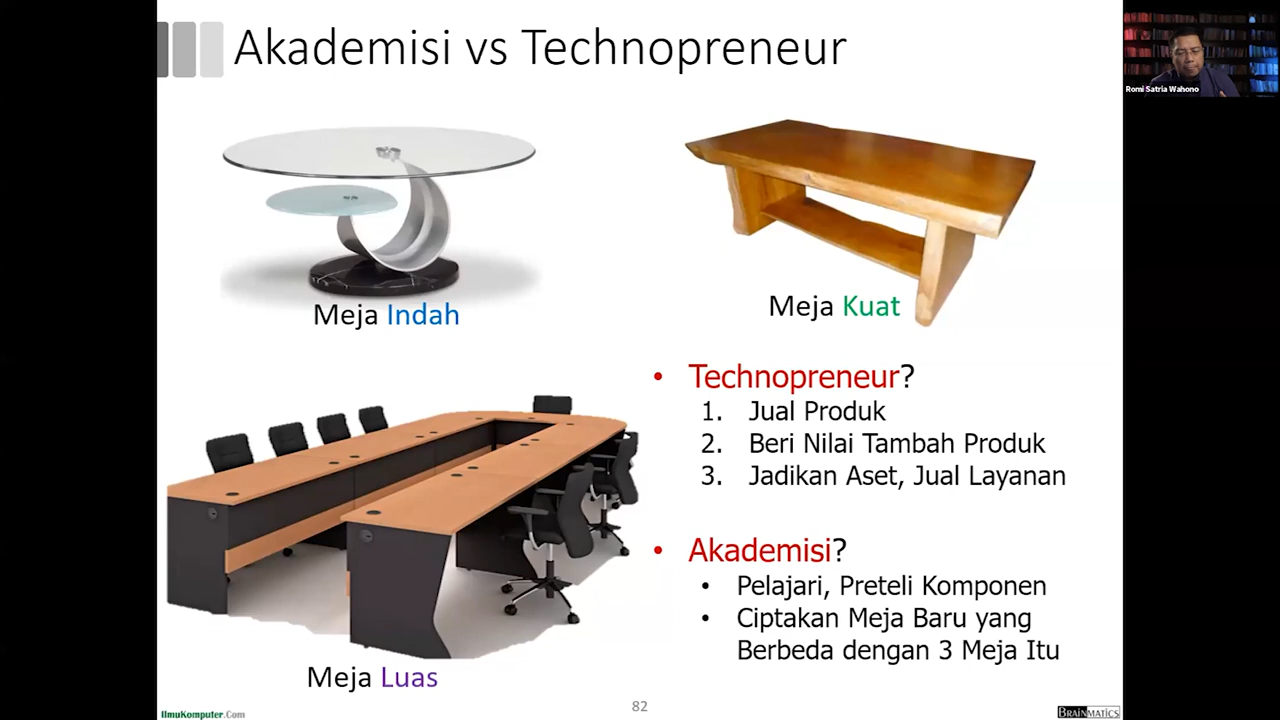 Akademisi vs Technopreneur
Romi Satria Wahono
Meja Indah
Meja Kuat
• Technopreneur?
1. Jual Produk
2. Beri Nilai Tambah Produk
3. Jadikan Aset, Jual Layanan
• Akademisi?
• Pelajari, Preteli Komponen
• Ciptakan Meja Baru yang
Berbeda dengan 3 Meja Itu
Meja Luas
IlmuKomputer.Com
82
BRAINMATICS